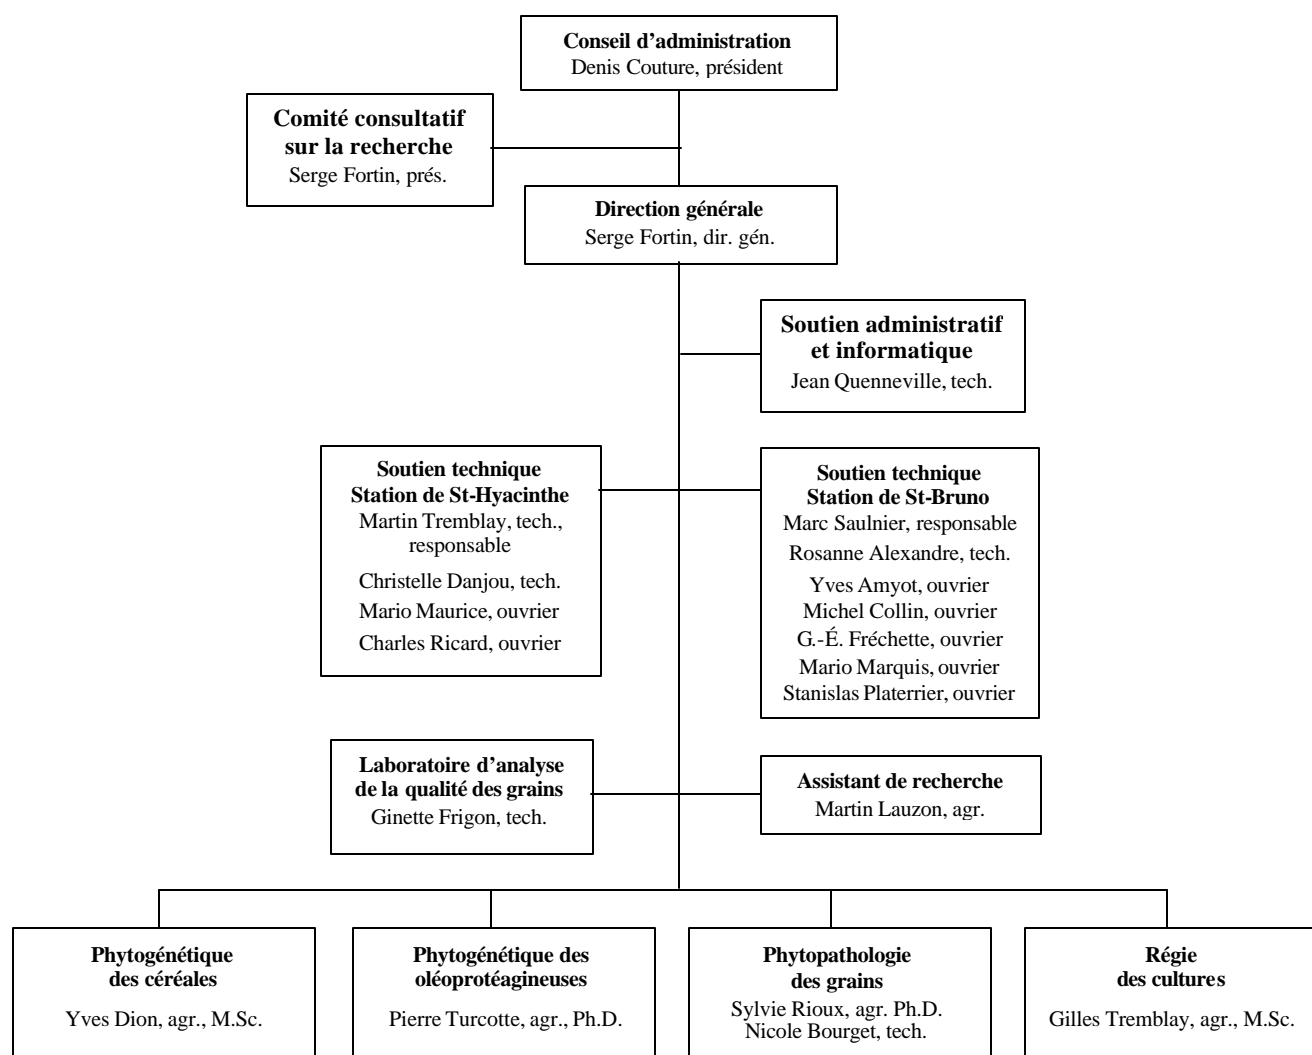 Conseil d’administration
Denis Couture, président
Comité consultatif
sur la recherche
Serge Fortin, prés.
Direction générale
Serge Fortin, dir. gén.
Soutien administratif
et informatique
Jean Quenneville, tech.
Soutien technique
Station de St-Hyacinthe
Martin Tremblay, tech.,
responsable
Christelle Danjou, tech.
Mario Maurice, ouvrier
Charles Ricard, ouvrier
Soutien technique
Station de St-Bruno
Marc Saulnier, responsable
Rosanne Alexandre, tech.
Yves Amyot, ouvrier
Michel Collin, ouvrier
G.-É. Fréchette, ouvrier
Mario Marquis, ouvrier
Stanislas Platerrier, ouvrier
Laboratoire d’analyse
de la qualité des grains
Ginette Frigon, tech.
Assistant de recherche
Martin Lauzon, agr.
Phytogénétique
des céréales
Yves Dion, agr., M.Sc.
Phytogénétique des
oléoprotéagineuses
Pierre Turcotte, agr., Ph.D.
Phytopathologie
des grains
Sylvie Rioux, agr. Ph.D.
Nicole Bourget, tech.
Régie
des cultures
Gilles Tremblay, agr., M.Sc.